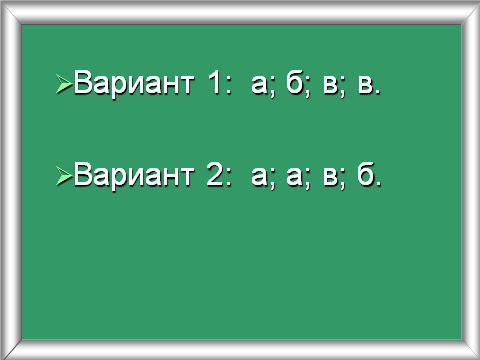 Вариант 1: а; б; в; в.
Вариант 2: а; а; в; б.